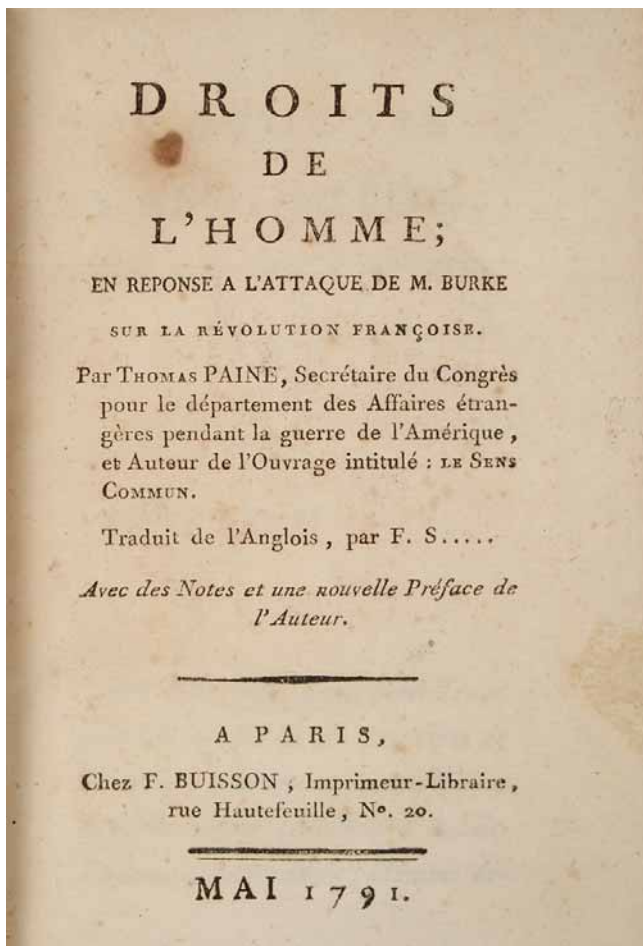 DROITS
DE
L'HOMME;
EN REPONSE A L'ATTAQUE DE M. BURKE
SUR LA RÉVOLUTION FRANÇOISE.
Par THOMAS PAINE, Secrétaire du Congrès
pour le département des Affaires étran-
gères pendant la guerre de l'Amérique,
et Auteur de l'Ouvrage intitulé : LE SENS
COMMUN.
Traduit de l'Anglois, par F. S.....
Avec des Notes et une nouvelle Préface de
l'Auteur.
A PARIS,
Chez F. BUISSON, Imprimeur-Libraire,
rue Hautefeuille, Nº. 20.
MAI 1791.